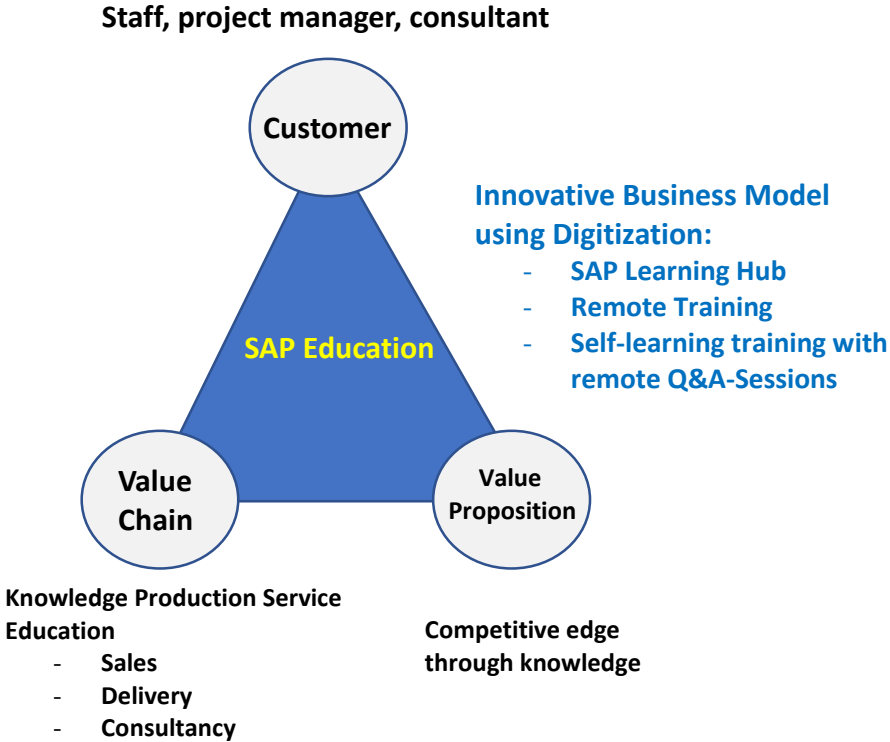 Staff, project manager, consultant
Customer
Innovative Business Model
using Digitization:
- SAP Learning Hub
- Remote Training
- Self-learning training with
remote Q&A-Sessions
SAP Education
Value
Chain
Value
Proposition
Knowledge Production Service
Education
- Sales
- Delivery
- Consultancy
Competitive edge
through knowledge